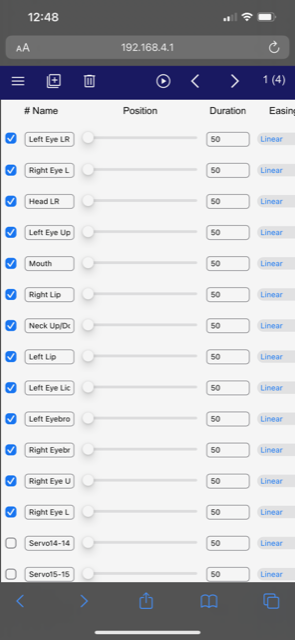 12:48
AA 192.168.4.1
1 (4)
# Name Position Duration Easing
Left Eye LR 50 Linear
Right Eye L 50 Linear
Head LR 50 Linear
Left Eye Up 50 Linear
Mouth 50 Linear
Right Lip 50 Linear
Neck Up/Dc 50 Linear
Left Lip 50 Linear
Left Eye Lic 50 Linear
Left Eyebro 50 Linear
Right Eyebr 50 Linear
Right Eye U 50 Linear
Right Eye L 50 Linear
Servo14-14 50 Linear
Servo15-15 50 Linear